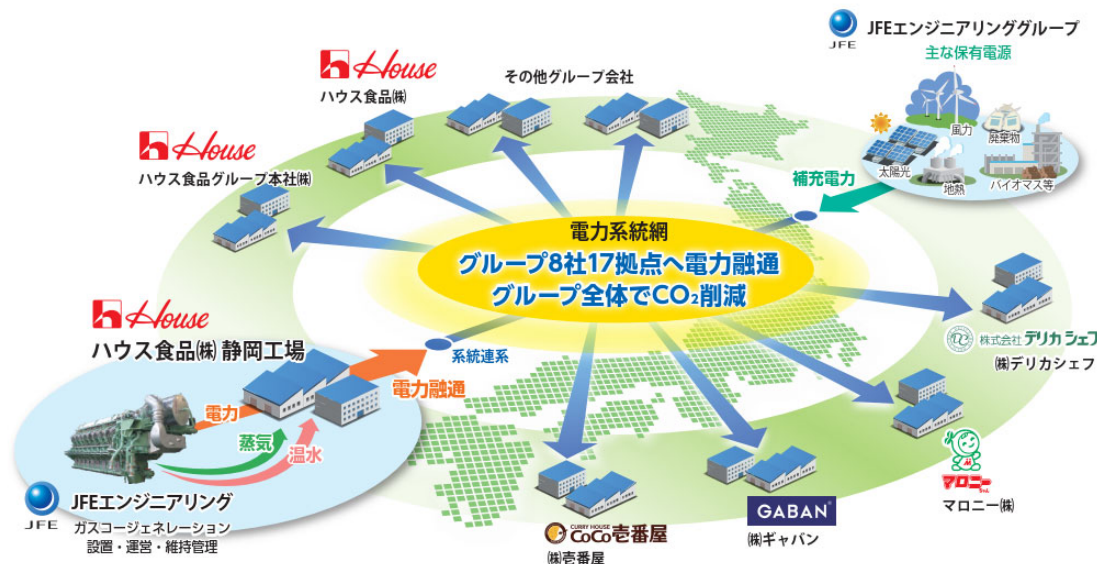 JFE
JFEエンジニアリンググループ
主な保有電源
風力
廃棄物
太陽光
地熱
バイオマス等
補充電力
House
ハウス食品㈱
その他グループ会社
House
ハウス食品グループ本社㈱
電力系統網
グループ8社17拠点へ電力融通
グループ全体でCO₂削減
House
ハウス食品㈱ 静岡工場
系統連系
電力融通
電力
蒸気
温水
JFE
JFEエンジニアリング
ガスコージェネレーション
設置・運営・維持管理
株式会社 デリカシェフ
㈱デリカシェフ
マロニーちゃん
マロニー㈱
GABAN®
㈱ギャバン
CURRY HOUSE
CoCo壱番屋
㈱壱番屋